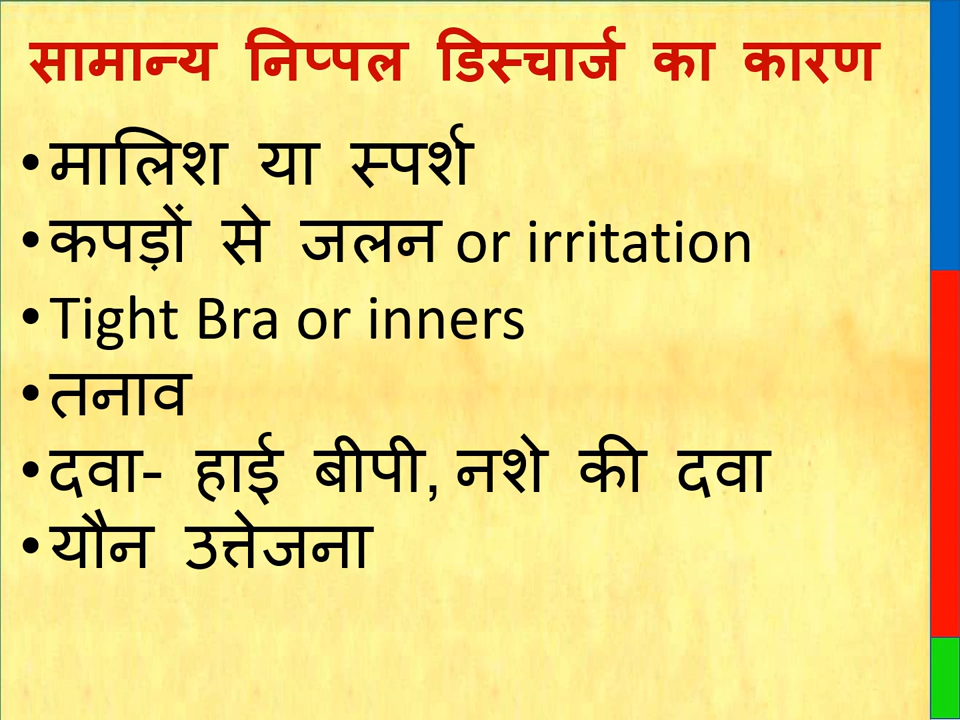 सामान्य निप्पल डिस्चार्ज का कारण
•मालिश या स्पर्श
•कपड़ों से जलन or irritation
•Tight Bra or inners
•तनाव
•दवा- हाई बीपी, नशे की दवा
•यौन उत्तेजना